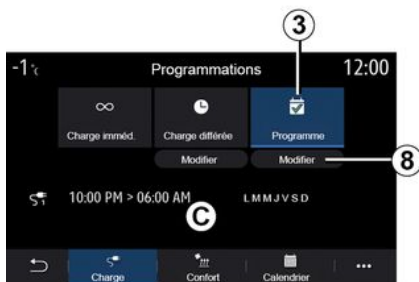 3
-1°c Programmations 12:00
∞
Charge imméd. Charge différée Programme
Modifier Modifier
8
10:00 PM > 06:00 AM LMMJVSD
C
Charge Confort Calendrier ...